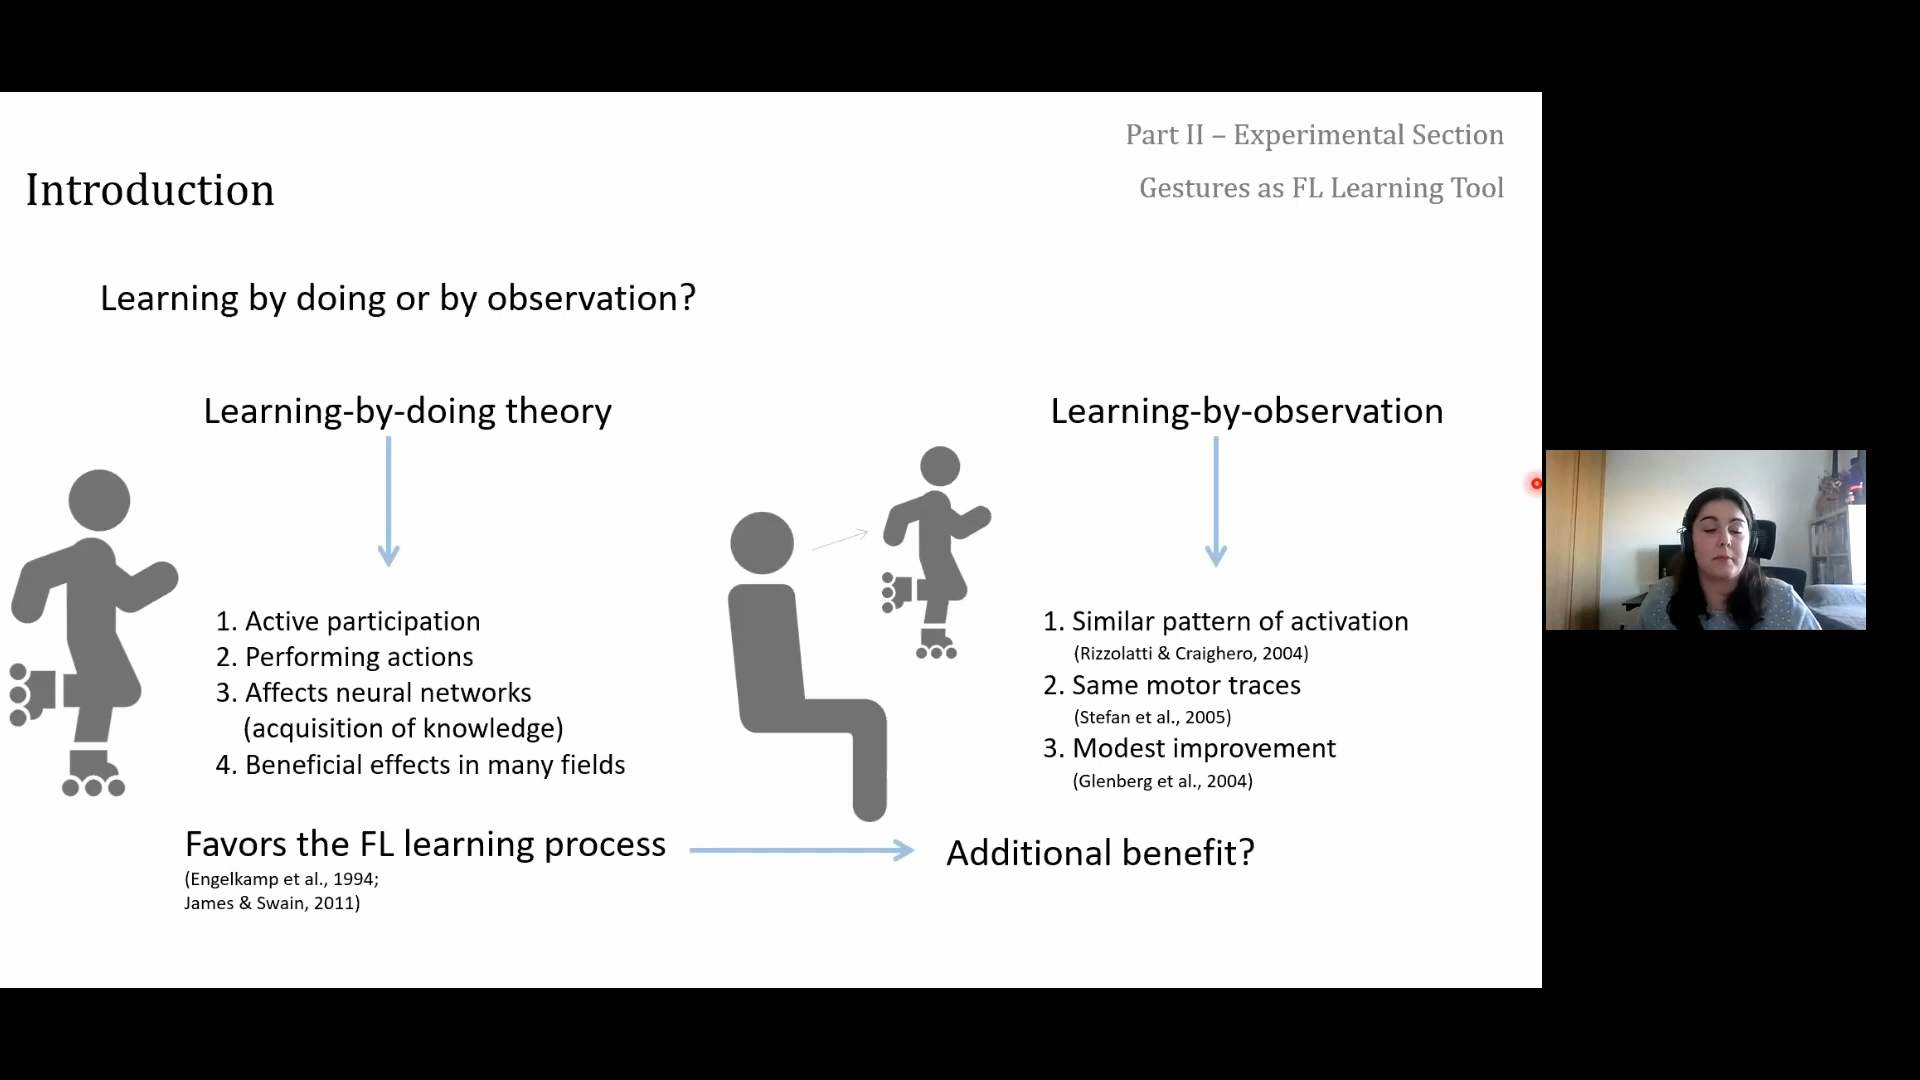 Part II – Experimental Section
Introduction
Gestures as FL Learning Tool
Learning by doing or by observation?
Learning-by-doing theory
1. Active participation
2. Performing actions
3. Affects neural networks
(acquisition of knowledge)
4. Beneficial effects in many fields
Favors the FL learning process
(Engelkamp et al., 1994;
James & Swain, 2011)
Learning-by-observation
1. Similar pattern of activation
(Rizzolatti & Craighero, 2004)
2. Same motor traces
(Stefan et al., 2005)
3. Modest improvement
(Glenberg et al., 2004)
Additional benefit?